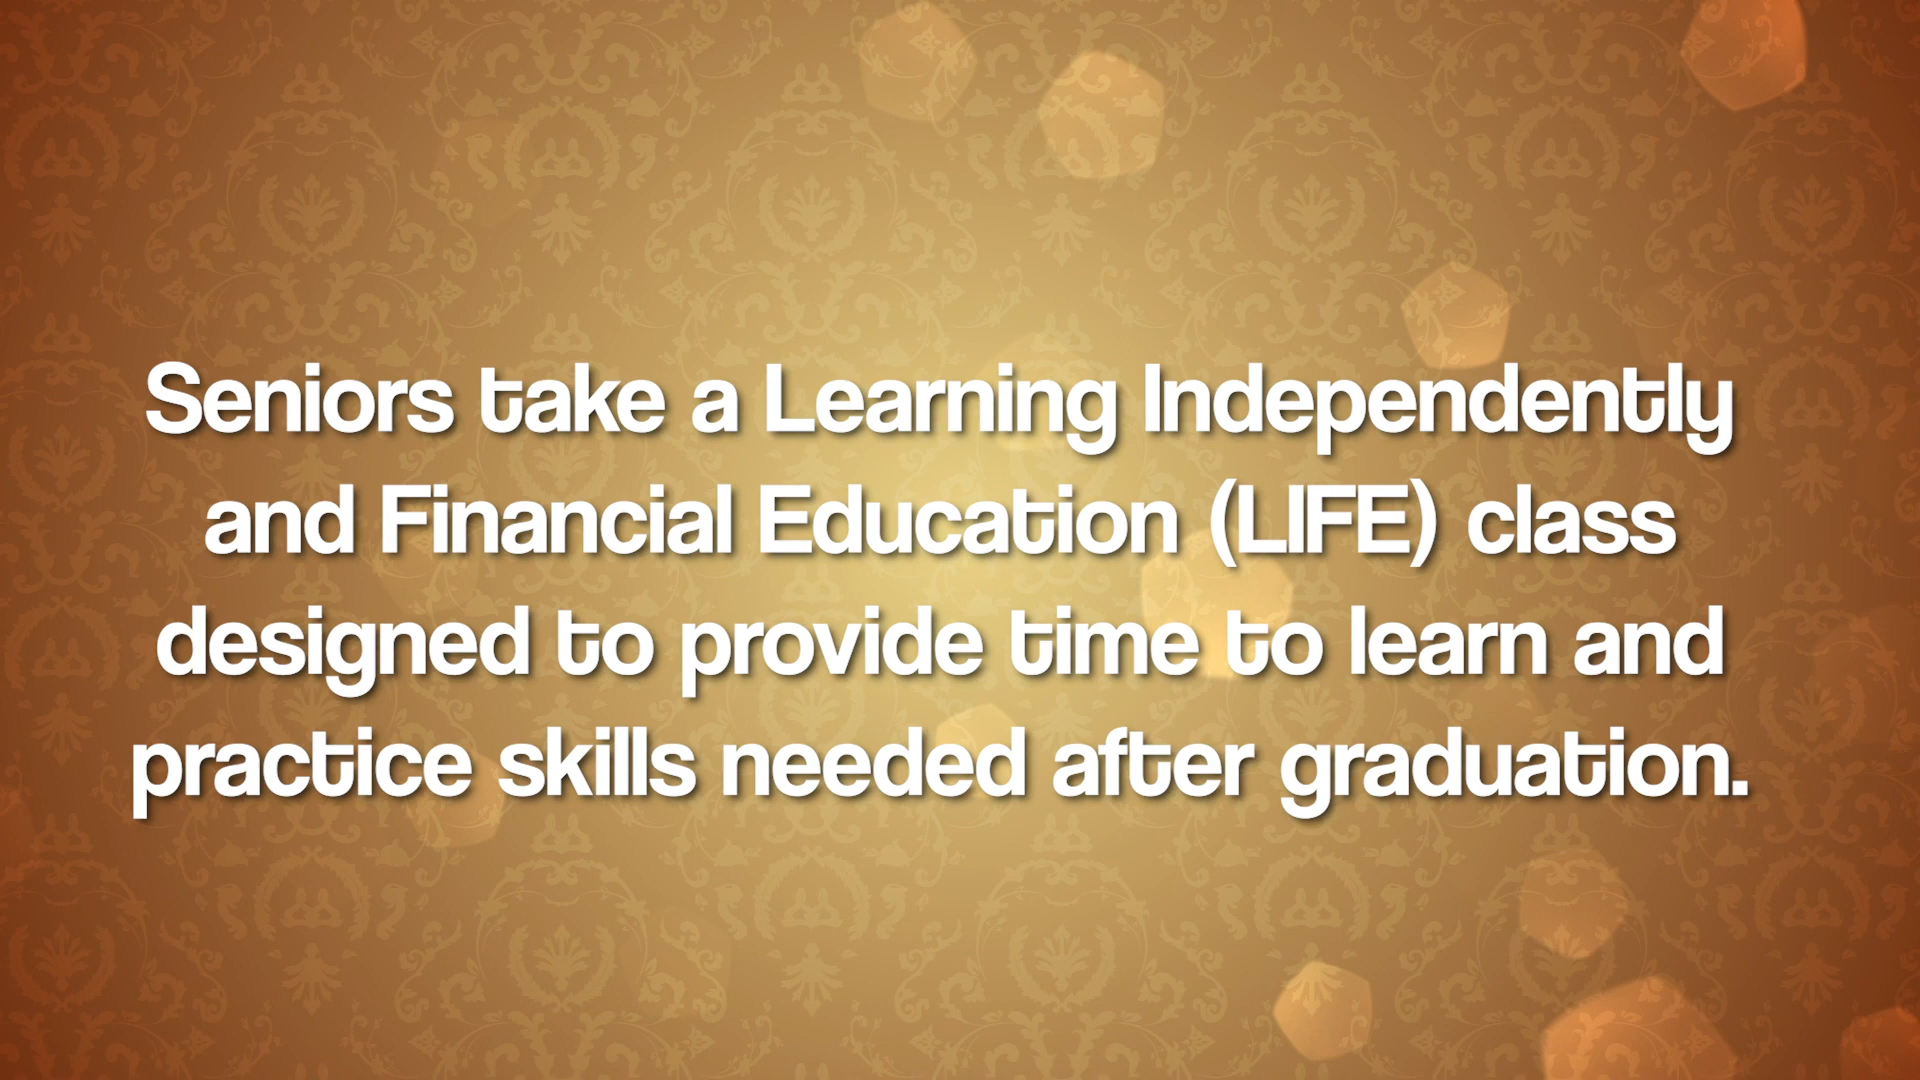 Seniors take a Learning Independently
and Financial Education (LIFE) class
designed to provide time to learn and
practice skills needed after graduation.